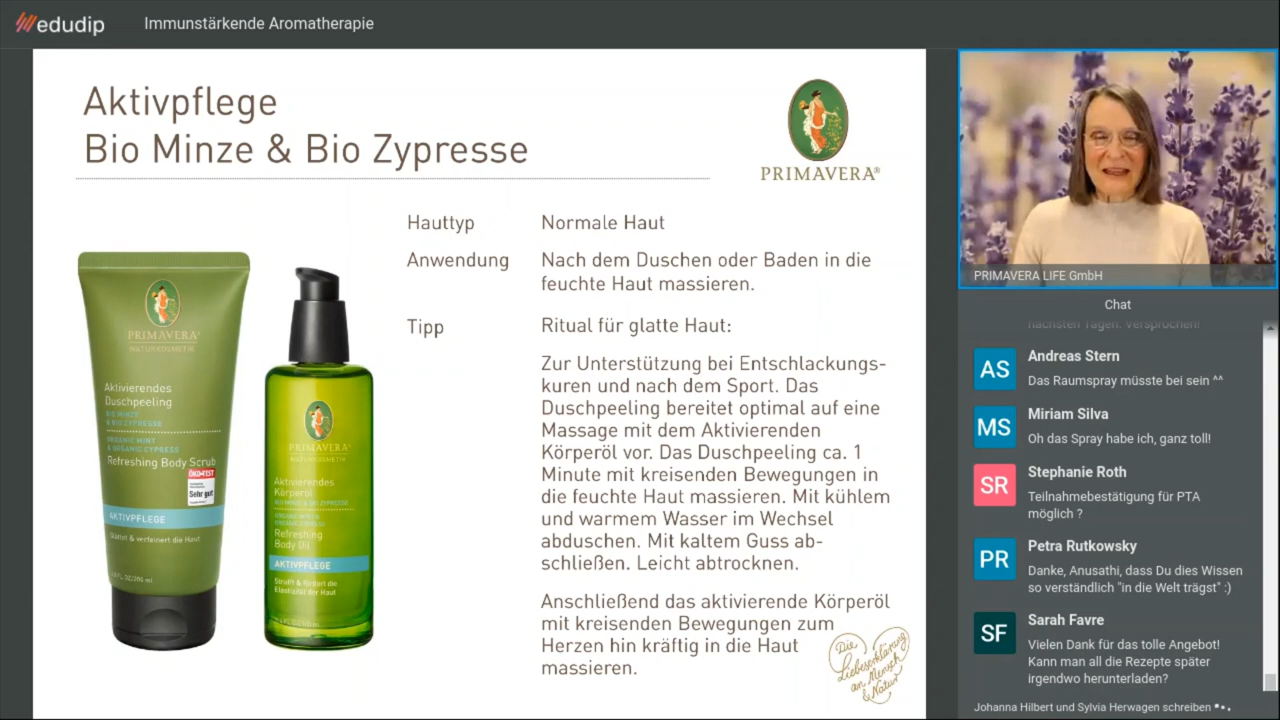 edudip
Immunstärkende Aromatherapie
Aktivpflege
Bio Minze & Bio Zypresse
PRIMAVERA®
Hauttyp
Normale Haut
Anwendung
Nach dem Duschen oder Baden in die
feuchte Haut massieren.
Tipp
Ritual für glatte Haut:
Zur Unterstützung bei Entschlackungs-
kuren und nach dem Sport. Das
Duschpeeling bereitet optimal auf eine
Massage mit dem Aktivierenden
Körperöl vor. Das Duschpeeling ca. 1
Minute mit kreisenden Bewegungen in
die feuchte Haut massieren. Mit kühlem
und warmem Wasser im Wechsel
abduschen. Mit kaltem Guss ab-
schließen. Leicht abtrocknen.
Anschließend das aktivierende Körperöl
mit kreisenden Bewegungen zum
Herzen hin kräftig in die Haut
massieren.
Die
Liebeserklärung
an Mensch
& Natur
PRIMAVERA®
NATURKOSMETIK
Aktivierendes
Duschpeeling
BIO MINZE
& BIO ZYPRESSE
ORGANIC MINT
& ORGANIC CYPRESS
Refreshing Body Scrub
ÖKO-TEST
Sehr gut
AKTIVPFLEGE
Glättet & verfeinert die Haut
PRIMAVERA®
NATURKOSMETIK
Aktivierendes
Körperöl
BIO MINZE & BIO ZYPRESSE
ORGANIC MINT &
ORGANIC CYPRESS
Refreshing
Body Oil
AKTIVPFLEGE
Strafft & fördert die
Elastizität der Haut
PRIMAVERA LIFE GmbH
Chat
nächsten Tagen. Versprochen!
AS
Andreas Stern
Das Raumspray müsste bei sein ^^
MS
Miriam Silva
Oh das Spray habe ich, ganz toll!
SR
Stephanie Roth
Teilnahmebestätigung für PTA
möglich ?
PR
Petra Rutkowsky
Danke, Anusathi, dass Du dies Wissen
so verständlich "in die Welt trägst" :)
SF
Sarah Favre
Vielen Dank für das tolle Angebot!
Kann man all die Rezepte später
irgendwo herunterladen?
Johanna Hilbert und Sylvia Herwagen schreiben